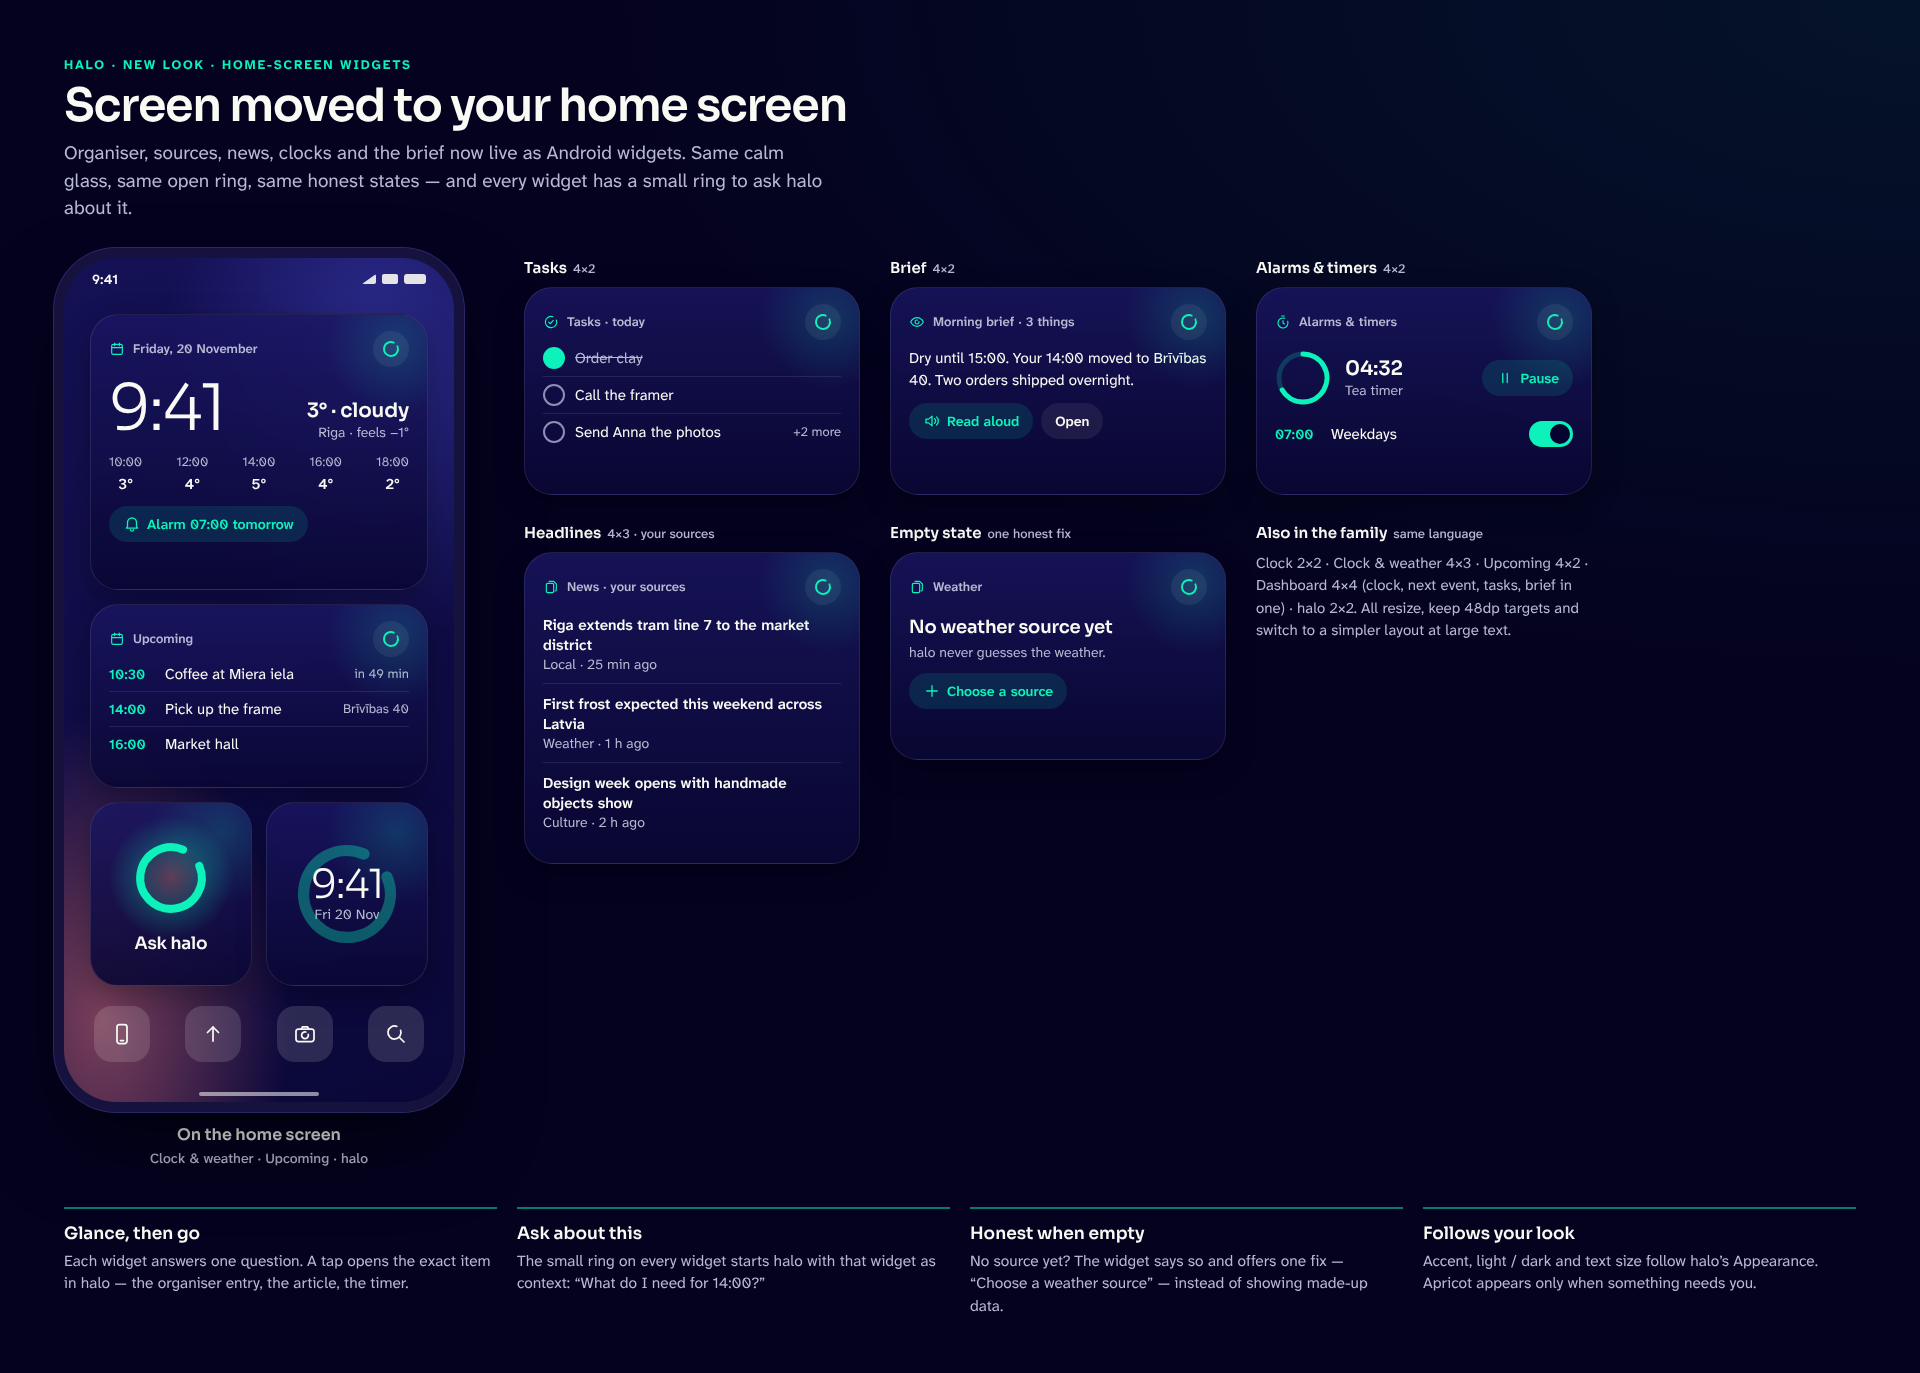 HALO · NEW LOOK · HOME-SCREEN WIDGETS
Screen moved to your home screen
Organiser, sources, news, clocks and the brief now live as Android widgets. Same calm
glass, same open ring, same honest states — and every widget has a small ring to ask halo
about it.
9:41
Friday, 20 November
9:41
3° · cloudy
Riga · feels −1°
10:00 12:00 14:00 16:00 18:00
3° 4° 5° 4° 2°
Alarm 07:00 tomorrow
Upcoming
10:30 Coffee at Miera iela in 49 min
14:00 Pick up the frame Brīvības 40
16:00 Market hall
Ask halo
9:41
Fri 20 Nov
On the home screen
Clock & weather · Upcoming · halo
Tasks 4×2
Tasks · today
Order clay
Call the framer
Send Anna the photos +2 more
Brief 4×2
Morning brief · 3 things
Dry until 15:00. Your 14:00 moved to Brīvības
40. Two orders shipped overnight.
Read aloud Open
Alarms & timers 4×2
Alarms & timers
04:32
Tea timer
Pause
07:00 Weekdays
Headlines 4×3 · your sources
News · your sources
Riga extends tram line 7 to the market
district
Local · 25 min ago
First frost expected this weekend across
Latvia
Weather · 1 h ago
Design week opens with handmade
objects show
Culture · 2 h ago
Empty state one honest fix
Weather
No weather source yet
halo never guesses the weather.
Choose a source
Also in the family same language
Clock 2×2 · Clock & weather 4×3 · Upcoming 4×2 ·
Dashboard 4×4 (clock, next event, tasks, brief in
one) · halo 2×2. All resize, keep 48dp targets and
switch to a simpler layout at large text.
Glance, then go
Each widget answers one question. A tap opens the exact item
in halo — the organiser entry, the article, the timer.
Ask about this
The small ring on every widget starts halo with that widget as
context: “What do I need for 14:00?”
Honest when empty
No source yet? The widget says so and offers one fix —
“Choose a weather source” — instead of showing made-up
data.
Follows your look
Accent, light / dark and text size follow halo’s Appearance.
Apricot appears only when something needs you.